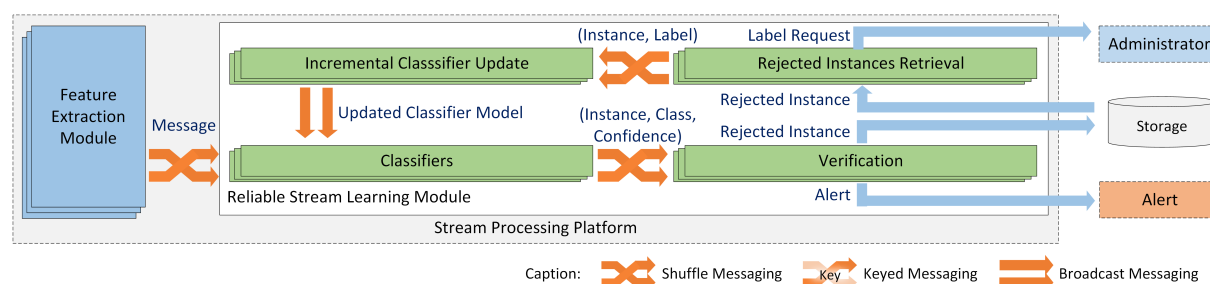 (Instance, Label)
Label Request
Administrator
Incremental Classsifier Update
Rejected Instances Retrieval
Feature
Extraction
Module
Updated Classifier Model
(Instance, Class,
Confidence)
Rejected Instance
Rejected Instance
Storage
Message
Classifiers
Verification
Reliable Stream Learning Module
Alert
Alert
Stream Processing Platform
Caption:
Shuffle Messaging
Key
Keyed Messaging
Broadcast Messaging